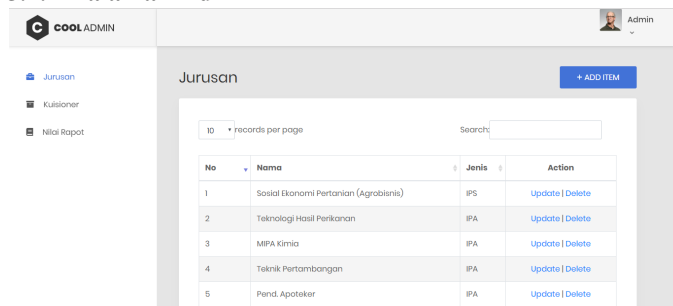 C COOL ADMIN
Admin
Jurusan
Kuisioner
Nilai Rapot
Jurusan
+ ADD ITEM
10 records per page
Search:
No Nama Jenis Action
1 Sosial Ekonomi Pertanian (Agrobisnis) IPS Update | Delete
2 Teknologi Hasil Perikanan IPA Update | Delete
3 MIPA Kimia IPA Update | Delete
4 Teknik Pertambangan IPA Update | Delete
5 Pend. Apoteker IPA Update | Delete